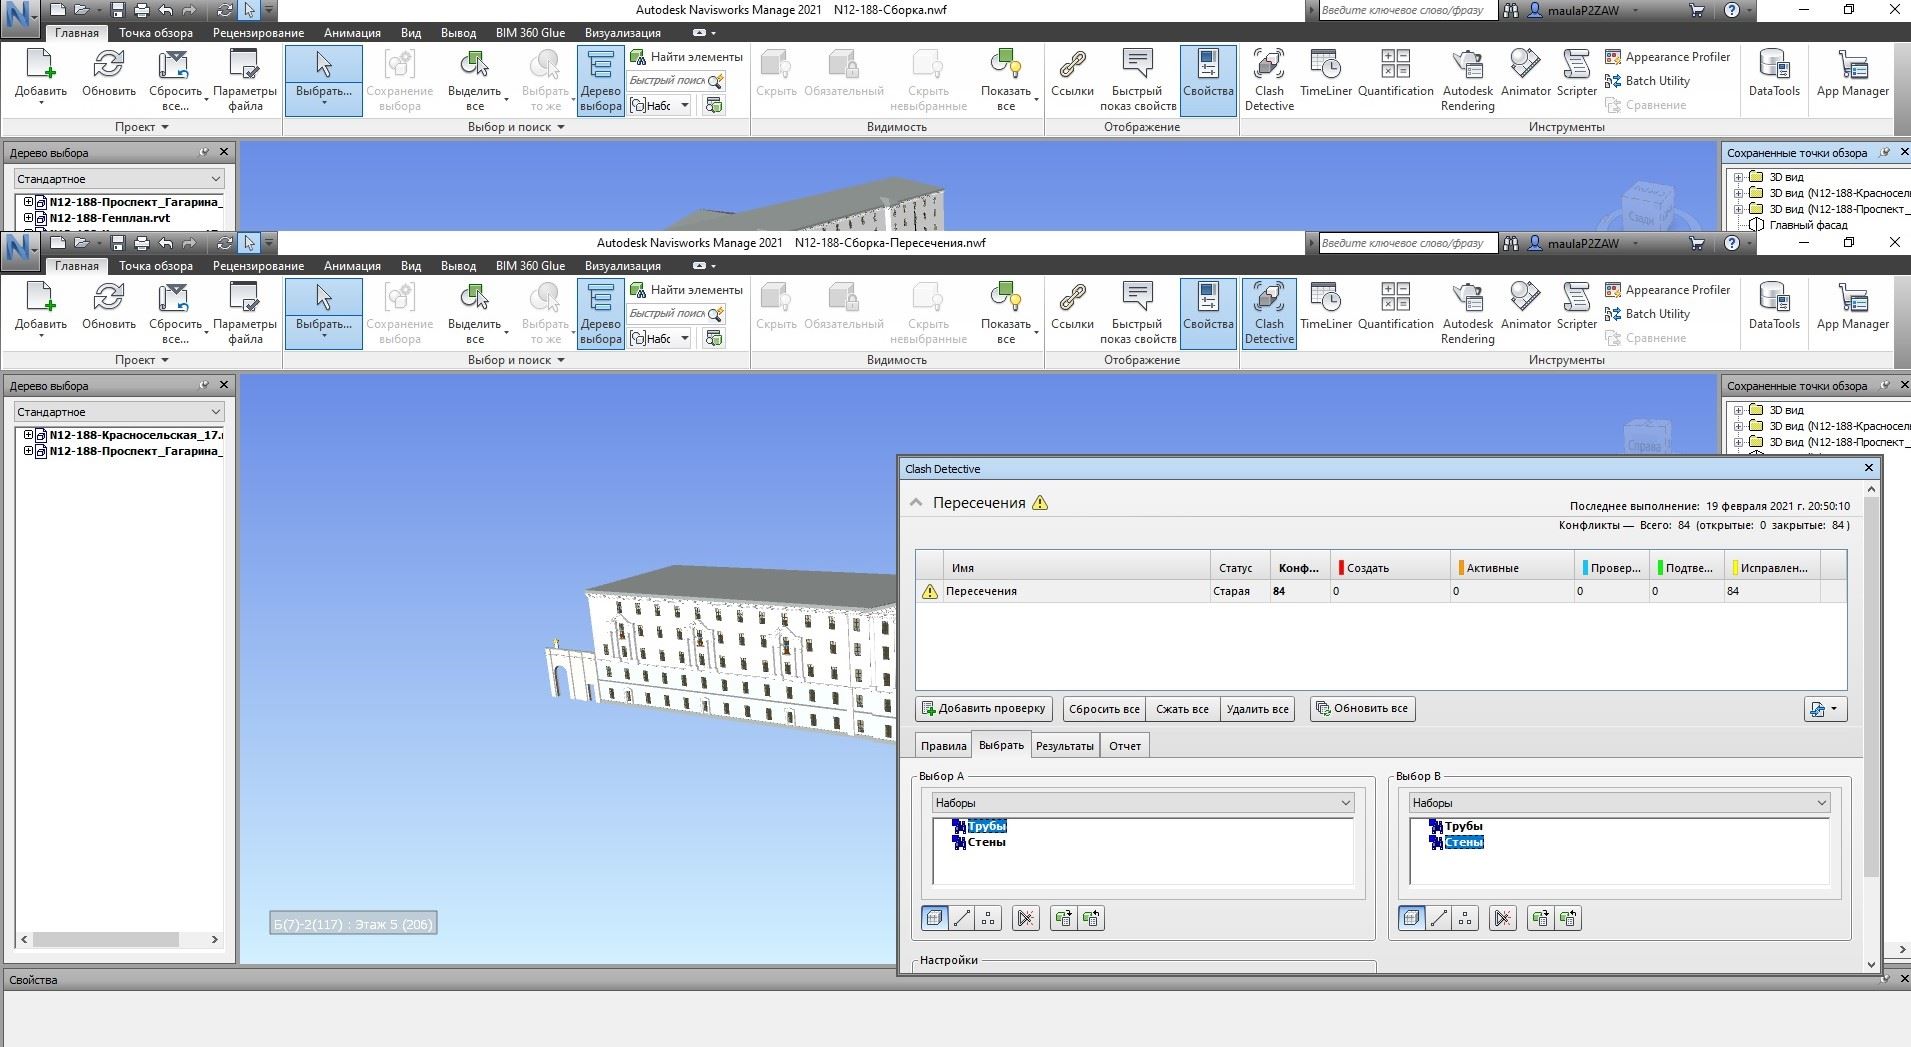 Autodesk Navisworks Manage 2021 N12-188-Сборка.nwf
Введите ключевое слово/фразу
maulaP2ZAW
Главная Точка обзора Рецензирование Анимация Вид Вывод BIM 360 Glue Визуализация
Добавить Обновить Сбросить все... Параметры файла
Выбрать... Сохранение выбора Выделить все Выбрать то же Дерево выбора
Найти элементы
Быстрый поиск
Набс
Скрыть Обязательный Скрыть невыбранные Показать все
Ссылки Быстрый показ свойств Свойства
Clash Detective TimeLiner Quantification Autodesk Rendering Animator Scripter
Appearance Profiler
Batch Utility
Сравнение
DataTools App Manager
Проект Выбор и поиск Видимость Отображение Инструменты
Дерево выбора
Стандартное
N12-188-Проспект_Гагарина_
N12-188-Генплан.rvt
Сзади
Сохраненные точки обзора
3D вид
3D вид (N12-188-Красносель
3D вид (N12-188-Проспект_
Главный фасад
Autodesk Navisworks Manage 2021 N12-188-Сборка-Пересечения.nwf
Введите ключевое слово/фразу
maulaP2ZAW
Главная Точка обзора Рецензирование Анимация Вид Вывод BIM 360 Glue Визуализация
Добавить Обновить Сбросить все... Параметры файла
Выбрать... Сохранение выбора Выделить все Выбрать то же Дерево выбора
Найти элементы
Быстрый поиск
Набс
Скрыть Обязательный Скрыть невыбранные Показать все
Ссылки Быстрый показ свойств Свойства
Clash Detective TimeLiner Quantification Autodesk Rendering Animator Scripter
Appearance Profiler
Batch Utility
Сравнение
DataTools App Manager
Проект Выбор и поиск Видимость Отображение Инструменты
Дерево выбора
Стандартное
N12-188-Красносельская_17.
N12-188-Проспект_Гагарина_
Справа
Сохраненные точки обзора
3D вид
3D вид (N12-188-Красносел
3D вид (N12-188-Проспект_
Б(7)-2(117) : Этаж 5 (206)
Clash Detective
Пересечения
Последнее выполнение: 19 февраля 2021 г. 20:50:10
Конфликты — Всего: 84 (открытые: 0 закрытые: 84)
Имя Статус Конф... Создать Активные Провер... Подтве... Исправлен...
Пересечения Старая 84 0 0 0 0 84
Добавить проверку Сбросить все Сжать все Удалить все Обновить все
Правила Выбрать Результаты Отчет
Выбор A
Наборы
Трубы
Стены
Выбор B
Наборы
Трубы
Стены
Настройки
Свойства